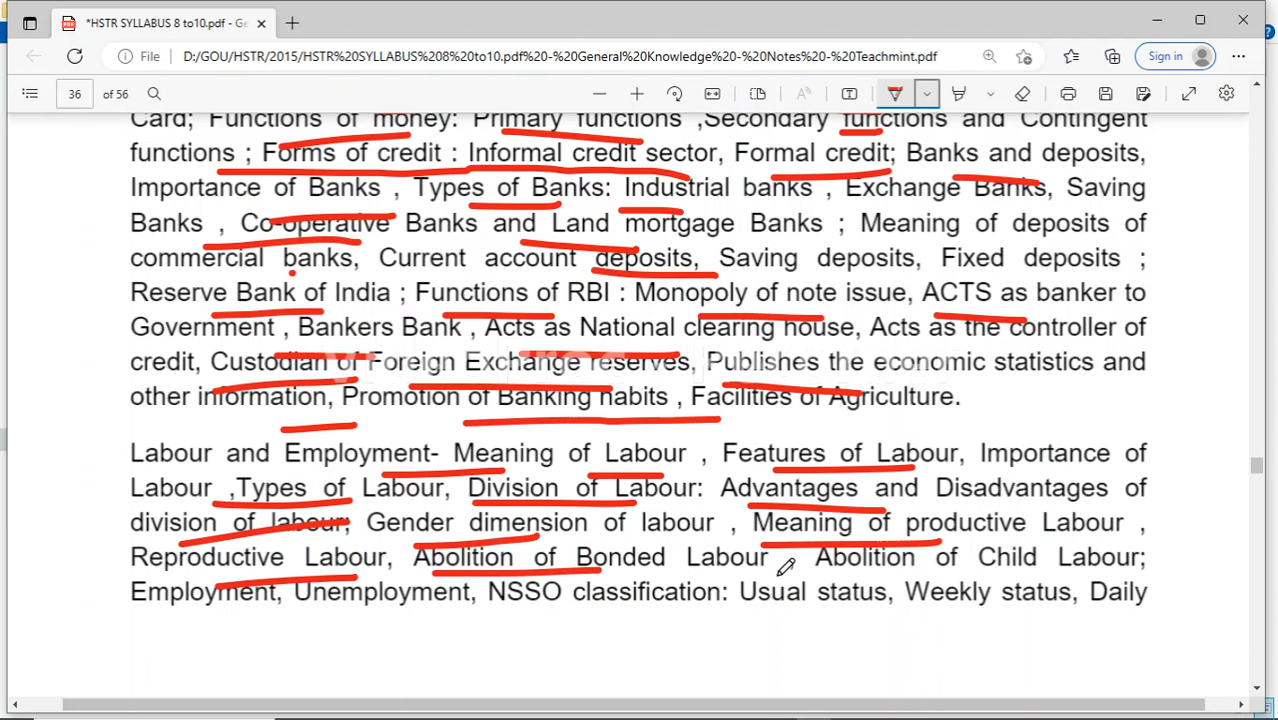 *HSTR SYLLABUS 8 to10.pdf - Ge
File D:/GOU/HSTR/2015/HSTR%20SYLLABUS%208%20to10.pdf%20-%20General%20Knowledge%20-%20Notes%20-%20Teachmint.pdf Sign in
36 of 56
Card; Functions of money: Primary functions ,Secondary functions and Contingent
functions ; Forms of credit : Informal credit sector, Formal credit; Banks and deposits,
Importance of Banks , Types of Banks: Industrial banks , Exchange Banks, Saving
Banks , Co-operative Banks and Land mortgage Banks ; Meaning of deposits of
commercial banks, Current account deposits, Saving deposits, Fixed deposits ;
Reserve Bank of India ; Functions of RBI : Monopoly of note issue, ACTS as banker to
Government , Bankers Bank , Acts as National clearing house, Acts as the controller of
credit, Custodian of Foreign Exchange reserves, Publishes the economic statistics and
other information, Promotion of Banking habits , Facilities of Agriculture.
Labour and Employment- Meaning of Labour , Features of Labour, Importance of
Labour ,Types of Labour, Division of Labour: Advantages and Disadvantages of
division of labour; Gender dimension of labour , Meaning of productive Labour ,
Reproductive Labour, Abolition of Bonded Labour , Abolition of Child Labour;
Employment, Unemployment, NSSO classification: Usual status, Weekly status, Daily